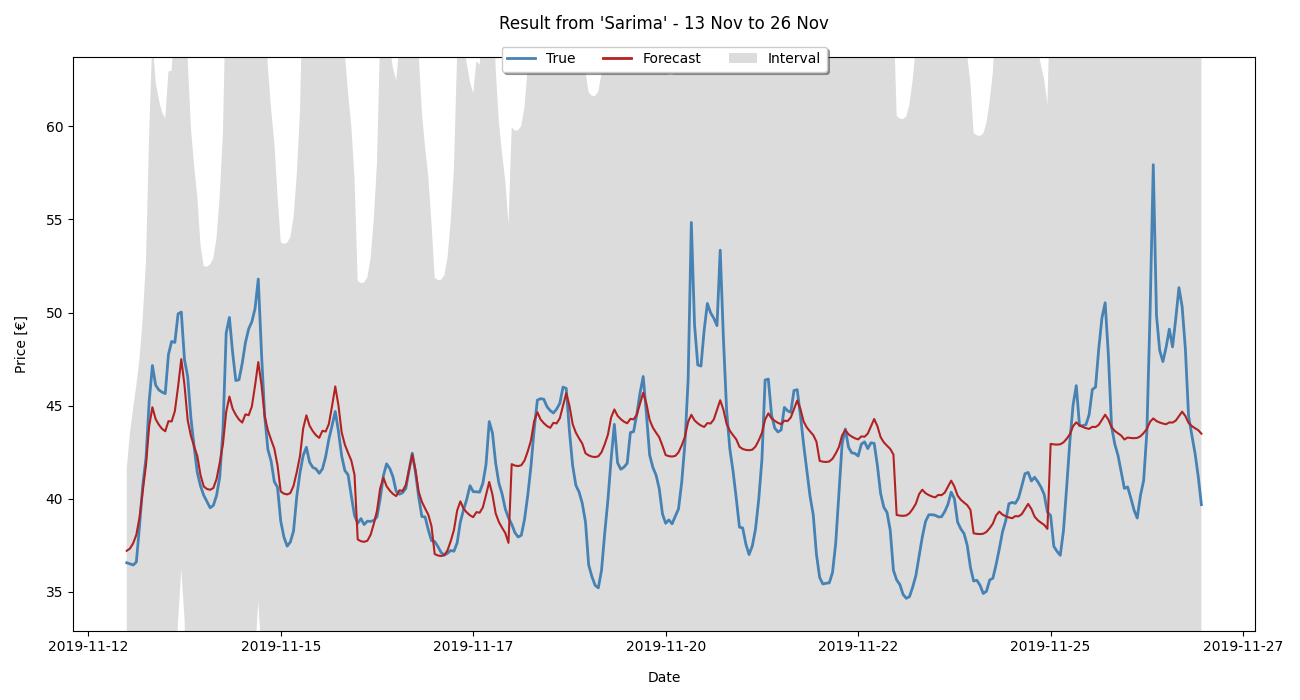 Result from 'Sarima' - 13 Nov to 26 Nov
True Forecast Interval
60
55
50
45
40
35
Price [€]
2019-11-12 2019-11-15 2019-11-17 2019-11-20 2019-11-22 2019-11-25 2019-11-27
Date